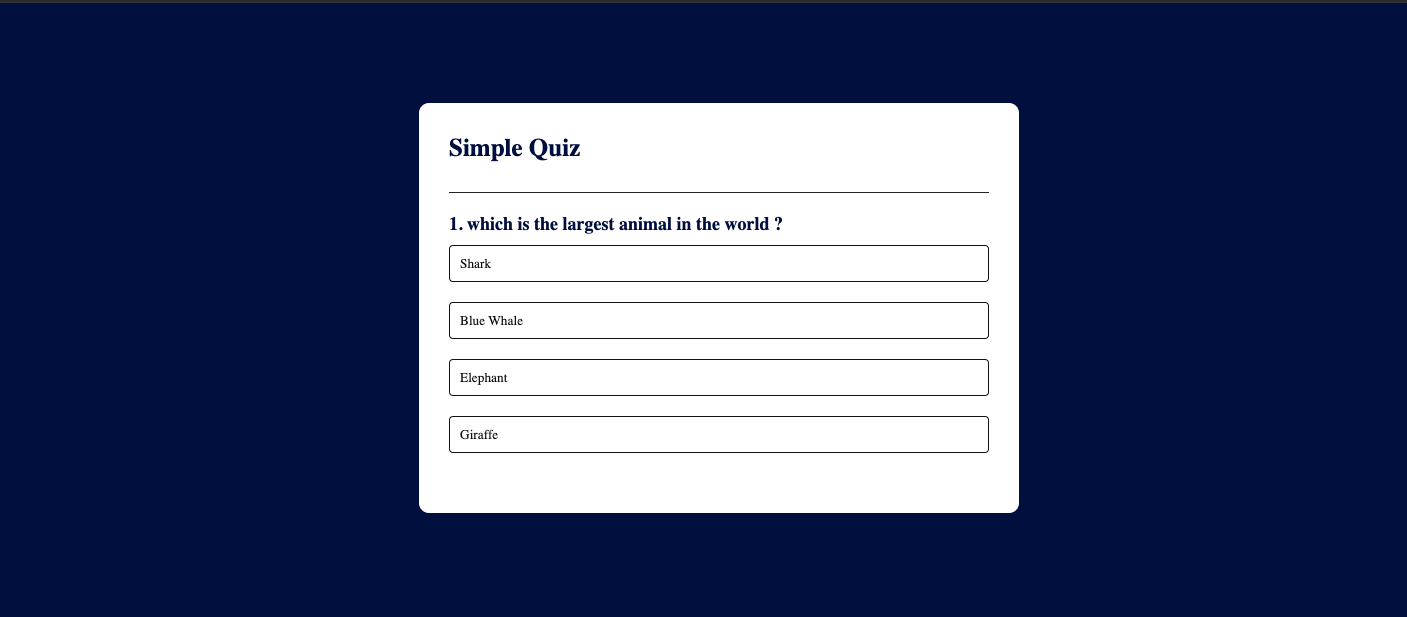 Simple Quiz
1. which is the largest animal in the world ?
Shark
Blue Whale
Elephant
Giraffe